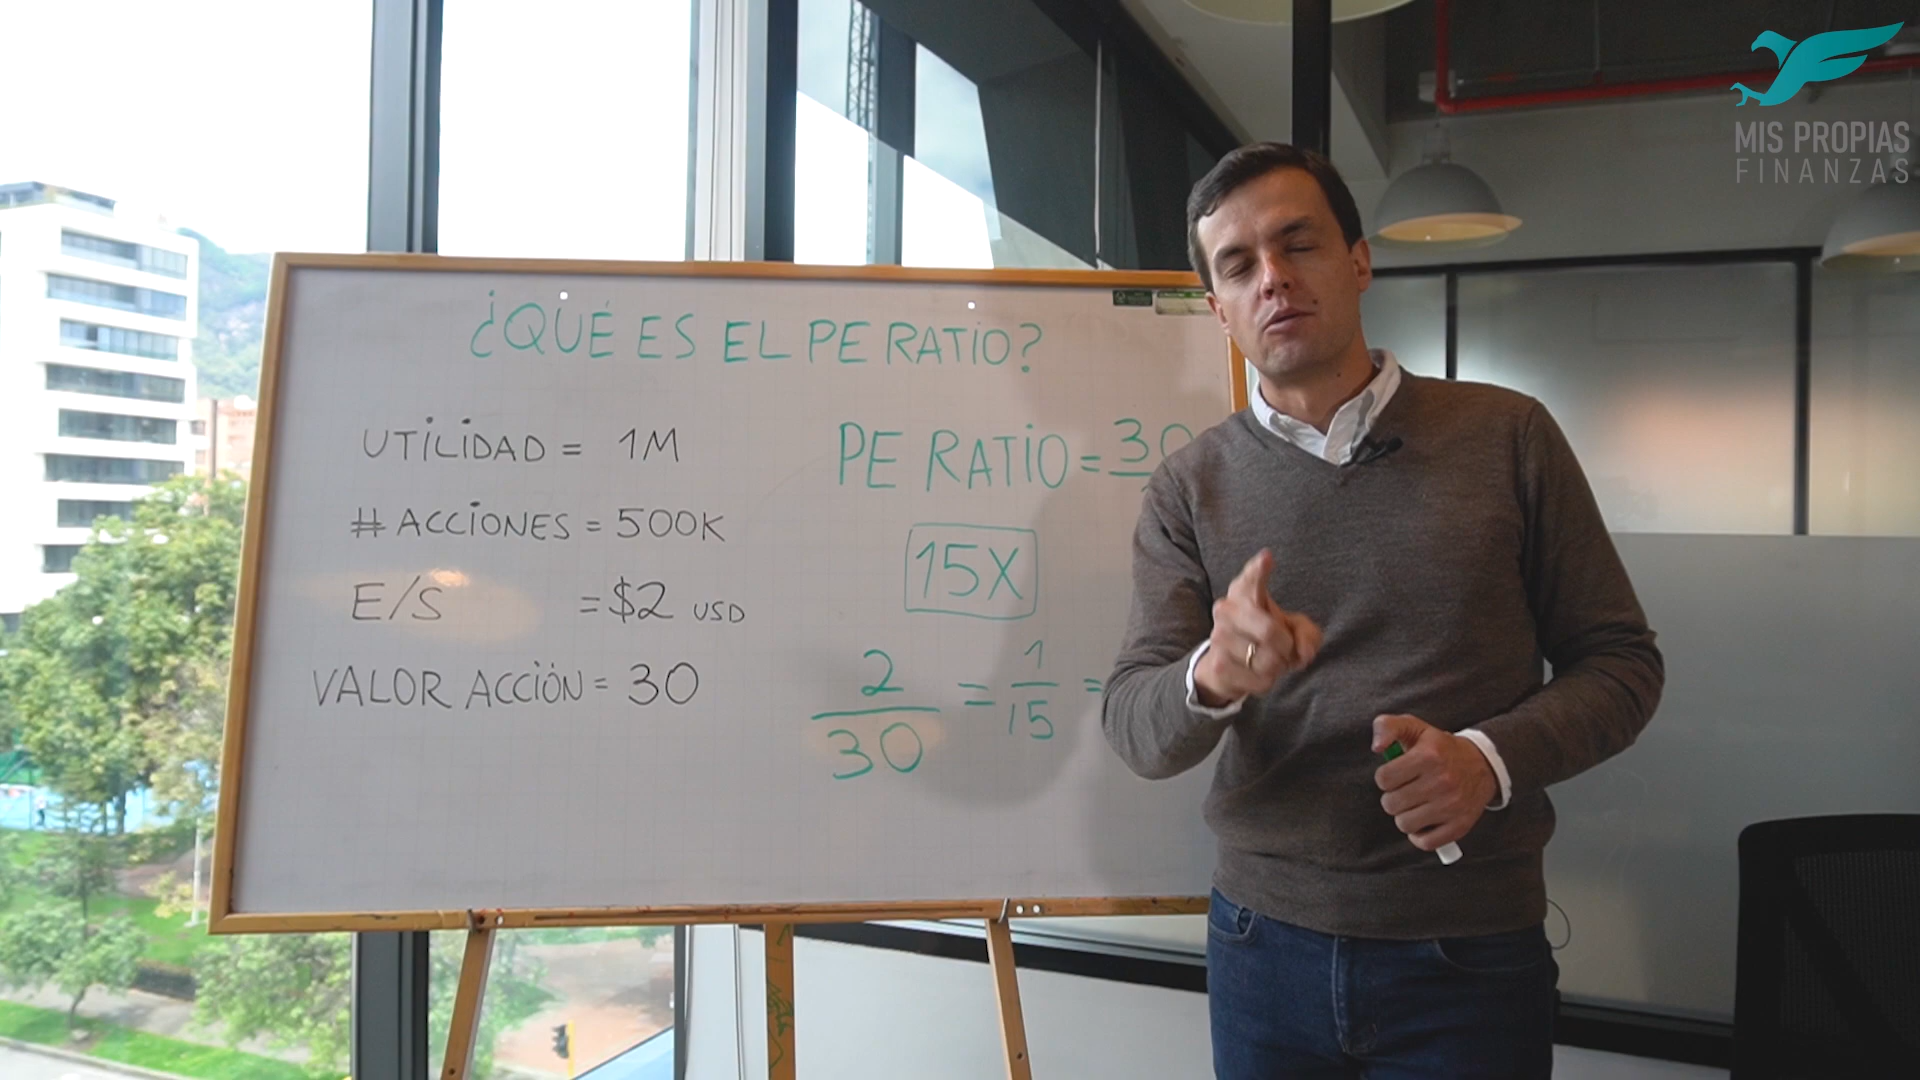 MIS PROPIAS
FINANZAS
¿QUÉ ES EL PE RATIO?
UTILIDAD = 1M
# ACCIONES = 500K
E/S = $2 USD
VALOR ACCIÓN = 30
PE RATIO = 30
15X
2/30 = 1/15 =